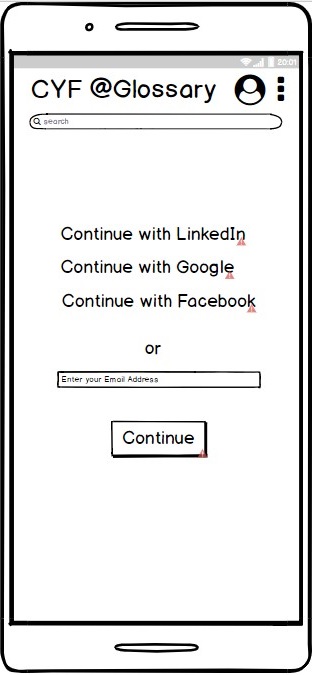 20:01
CYF @Glossary
search
Continue with LinkedIn
Continue with Google
Continue with Facebook
or
Enter your Email Address
Continue